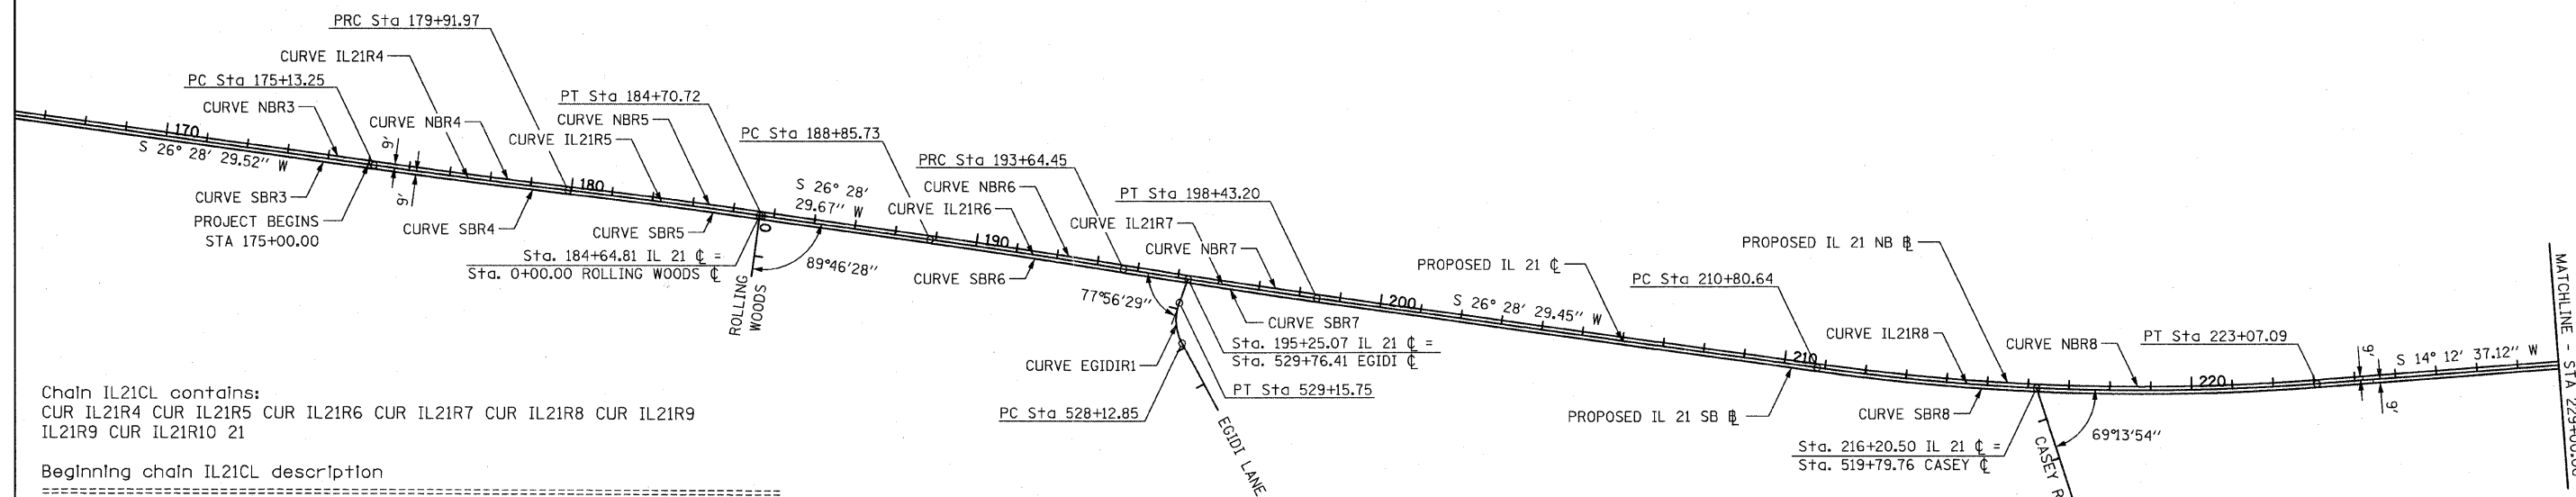 PRC Sta 179+91.97
CURVE IL21R4
PC Sta 175+13.25
CURVE NBR3
CURVE NBR4
PT Sta 184+70.72
CURVE NBR5
CURVE IL21R5
170
S 26° 28' 29.52" W
9'
9'
180
CURVE SBR3
PROJECT BEGINS
STA 175+00.00
CURVE SBR4
CURVE SBR5
Sta. 184+64.81 IL 21 ℄ =
Sta. 0+00.00 ROLLING WOODS ℄
0
89°46'28"
ROLLING
WOODS
PC Sta 188+85.73
S 26° 28'
29.67" W
PRC Sta 193+64.45
CURVE NBR6
CURVE IL21R6
190
CURVE SBR6
PT Sta 198+43.20
CURVE IL21R7
CURVE NBR7
77°56'29"
CURVE SBR7
Sta. 195+25.07 IL 21 ℄ =
Sta. 529+76.41 EGIDI ℄
CURVE EGIDIR1
PT Sta 529+15.75
PC Sta 528+12.85
EGIDI LANE
200
S 26° 28' 29.45" W
PROPOSED IL 21 ℄
PROPOSED IL 21 NB B
PC Sta 210+80.64
210
CURVE IL21R8
CURVE NBR8
PT Sta 223+07.09
220
PROPOSED IL 21 SB B
CURVE SBR8
Sta. 216+20.50 IL 21 ℄ =
Sta. 519+79.76 CASEY ℄
69°13'54"
CASEY R
9'
9'
S 14° 12' 37.12" W
MATCHLINE - STA 229+00.00
Chain IL21CL contains:
CUR IL21R4 CUR IL21R5 CUR IL21R6 CUR IL21R7 CUR IL21R8 CUR IL21R9
IL21R9 CUR IL21R10 21
Beginning chain IL21CL description